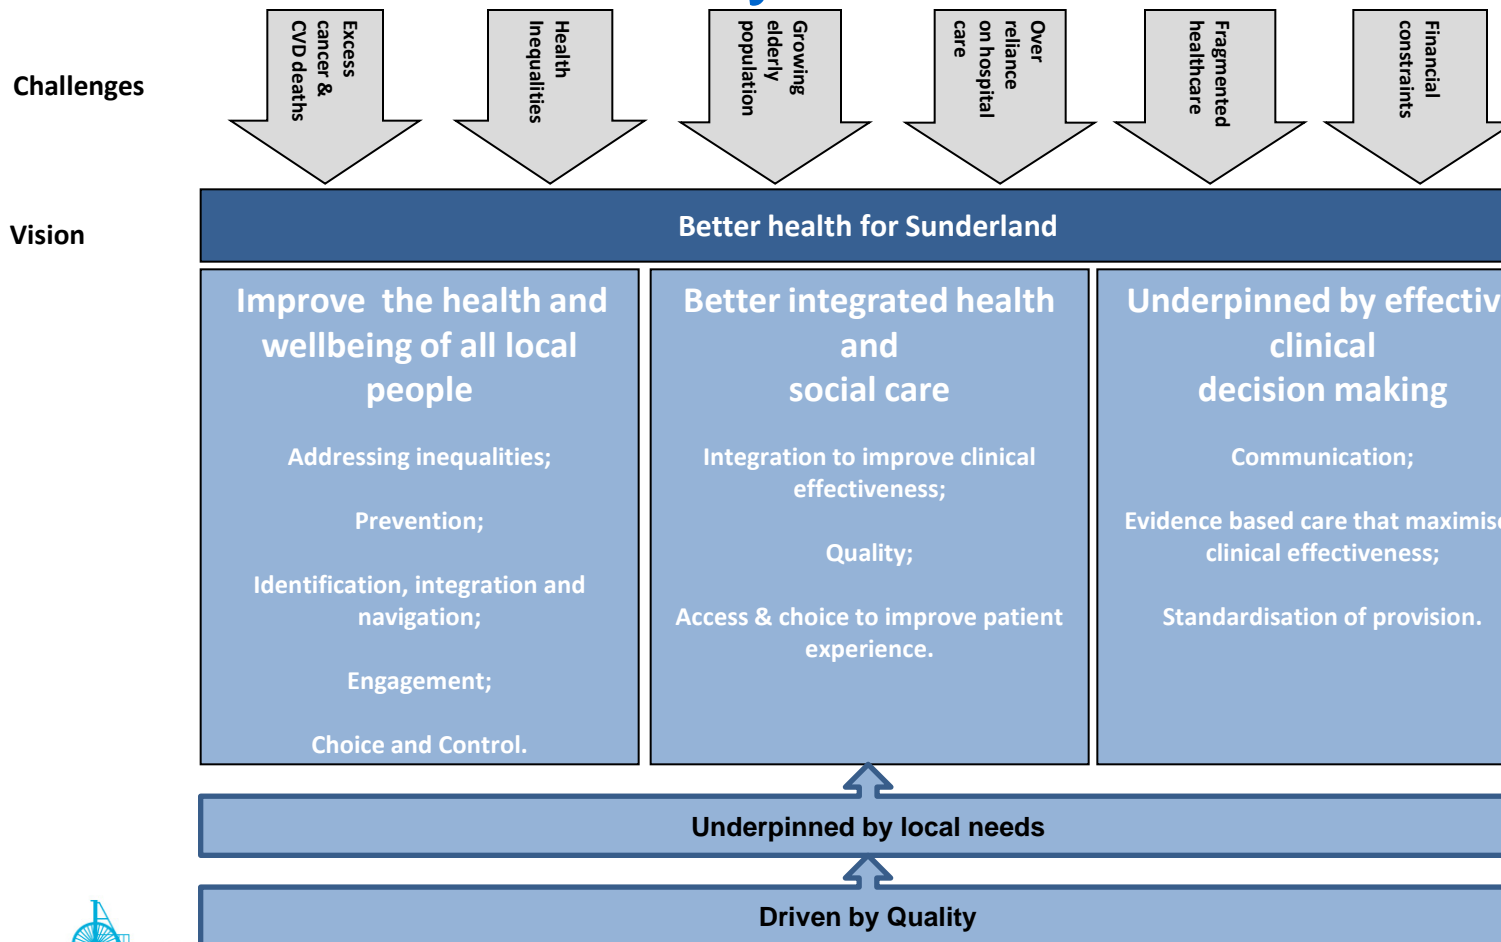 Challenges
Excess
cancer &
CVD deaths
Health
Inequalities
Growing
elderly
population
Over
reliance
on hospital
care
Fragmented
healthcare
Financial
constraints
Vision
Better health for Sunderland
Improve the health and
wellbeing of all local
people
Addressing inequalities;
Prevention;
Identification, integration and
navigation;
Engagement;
Choice and Control.
Better integrated health
and
social care
Integration to improve clinical
effectiveness;
Quality;
Access & choice to improve patient
experience.
Underpinned by effectiv
clinical
decision making
Communication;
Evidence based care that maximis
clinical effectiveness;
Standardisation of provision.
Underpinned by local needs
Driven by Quality